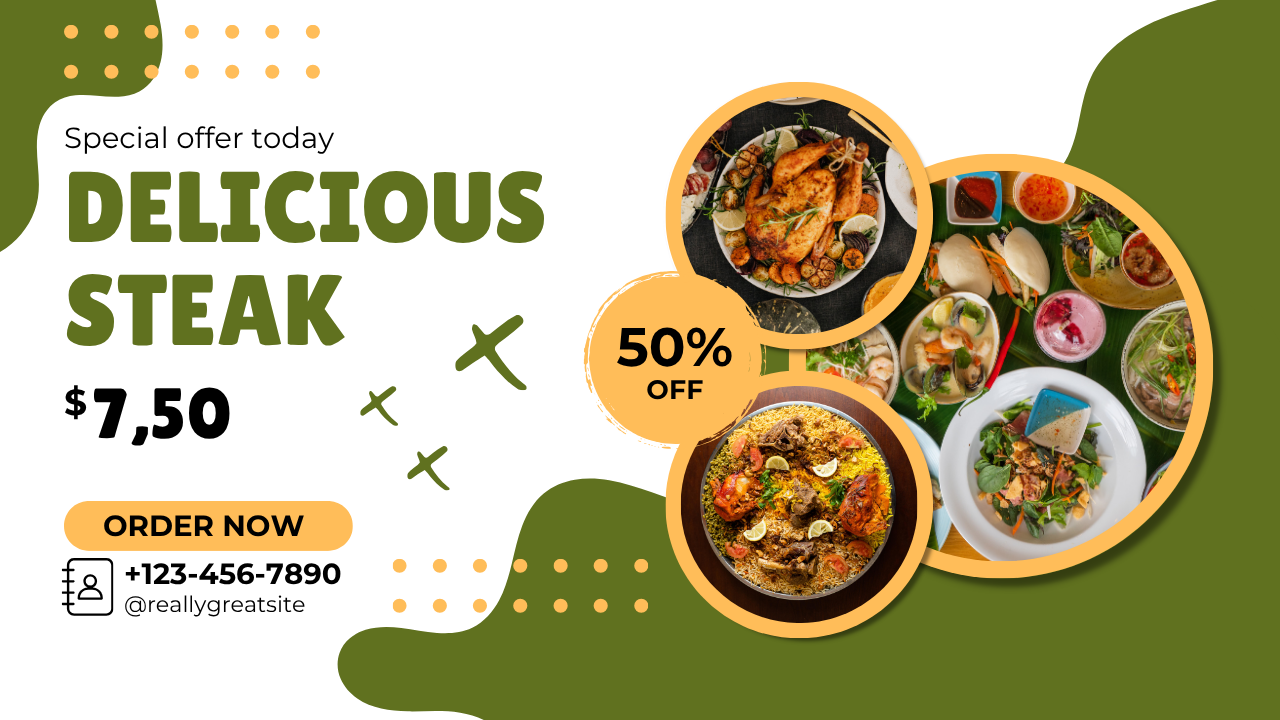 Special offer today
DELICIOUS
STEAK
$7,50
50%
OFF
ORDER NOW
+123-456-7890
@reallygreatsite